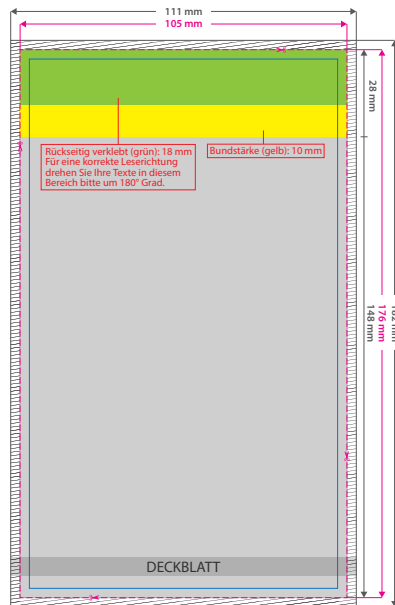 111 mm
105 mm
28 mm
Rückseitig verklebt (grün): 18 mm
Für eine korrekte Leserichtung
drehen Sie Ihre Texte in diesem
Bereich bitte um 180° Grad.
Bundstärke (gelb): 10 mm
148 mm
176 mm
DECKBLATT